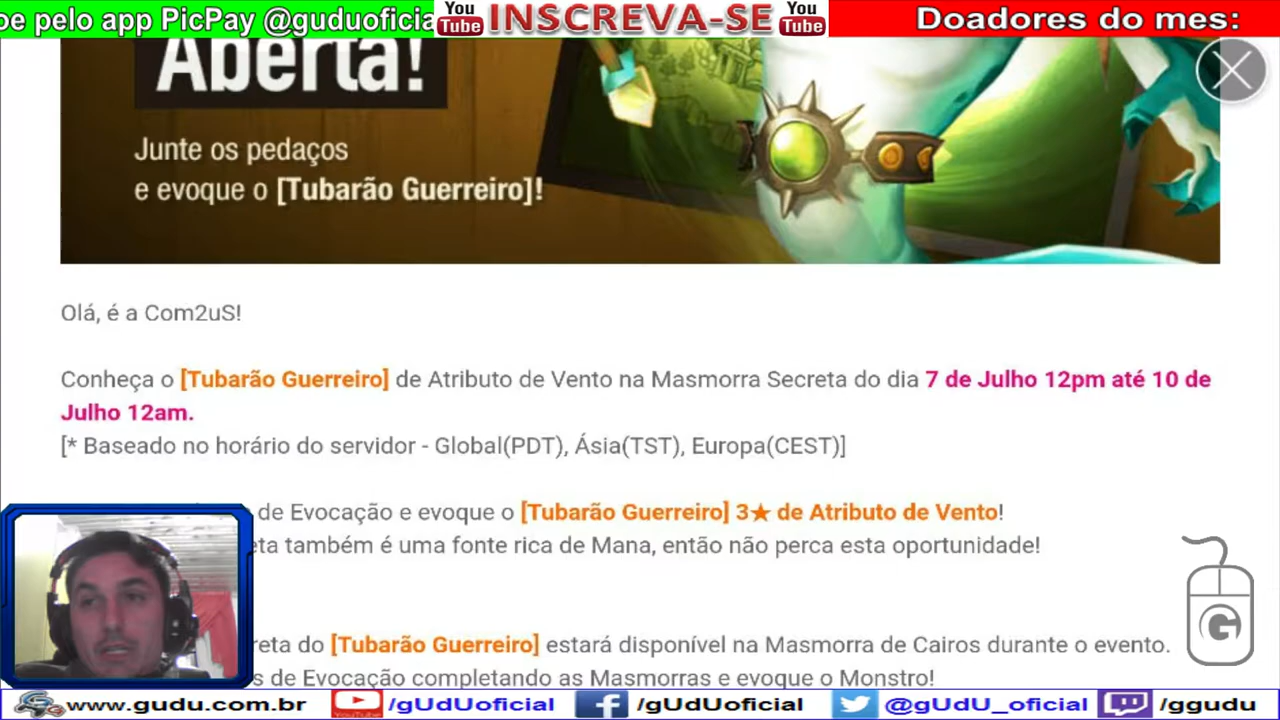 oe pelo app PicPay @guduoficia
You Tube INSCREVA-SE You Tube
Doadores do mes:
Aberta!
Junte os pedaços
e evoque o [Tubarão Guerreiro]!
Olá, é a Com2uS!
Conheça o [Tubarão Guerreiro] de Atributo de Vento na Masmorra Secreta do dia 7 de Julho 12pm até 10 de
Julho 12am.
[* Baseado no horário do servidor - Global(PDT), Ásia(TST), Europa(CEST)]
de Evocação e evoque o [Tubarão Guerreiro] 3★ de Atributo de Vento!
eta também é uma fonte rica de Mana, então não perca esta oportunidade!
reta do [Tubarão Guerreiro] estará disponível na Masmorra de Cairos durante o evento.
s de Evocação completando as Masmorras e evoque o Monstro!
G
www.gudu.com.br YouTube /gUdUoficial /gUdUoficial @gUdU_oficial /ggudu